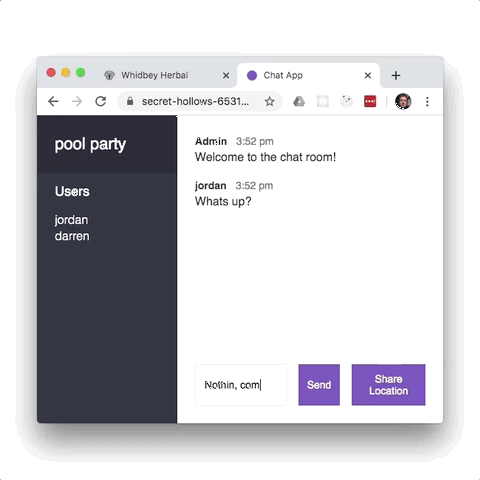 Whidbey Herbal
Chat App
secret-hollows-6531...
pool party
Users
jordan
darren
Admin 3:52 pm
Welcome to the chat room!
jordan 3:52 pm
Whats up?
Nothin, com
Send
Share
Location